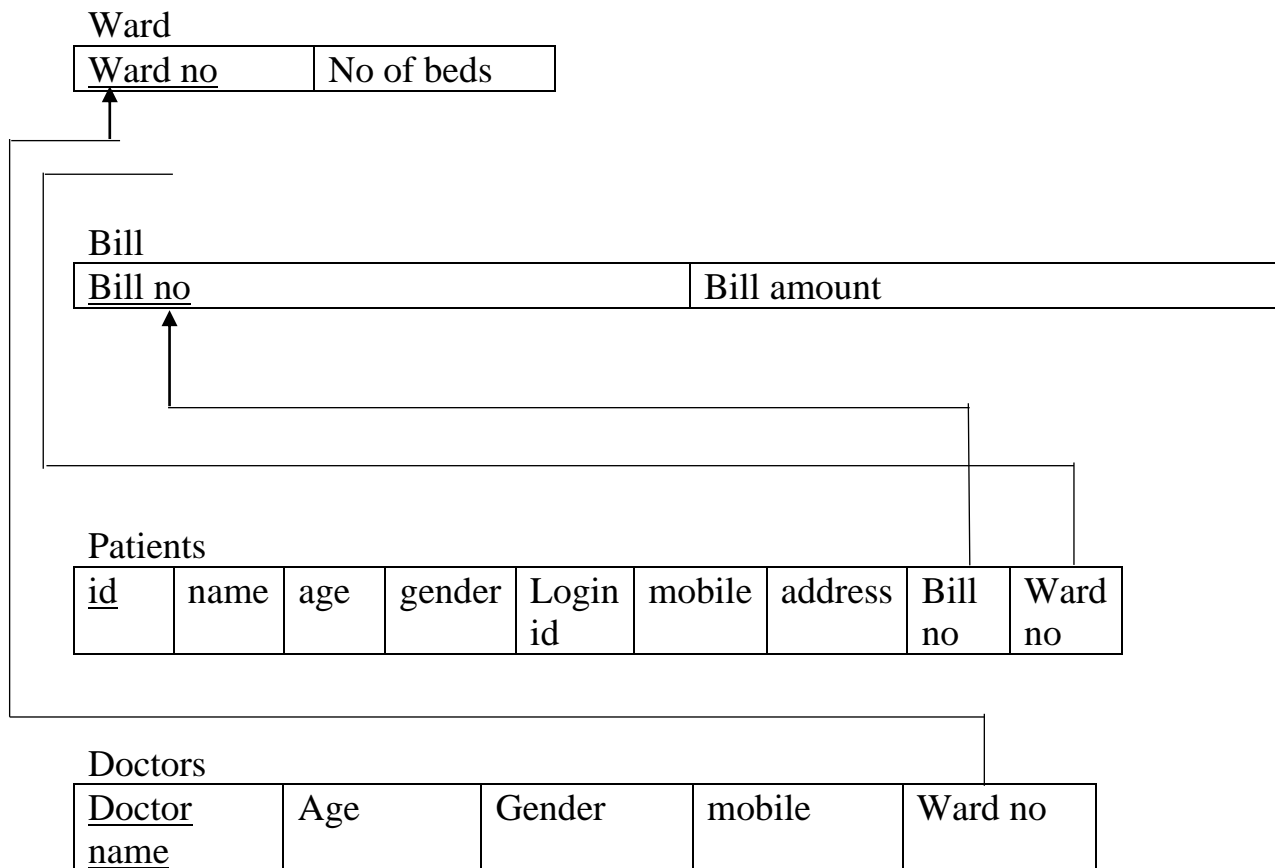 Ward
Ward no No of beds
Bill
Bill no Bill amount
Patients
id name age gender Login mobile address Bill Ward
id no no
Doctors
Doctor Age Gender mobile Ward no
name